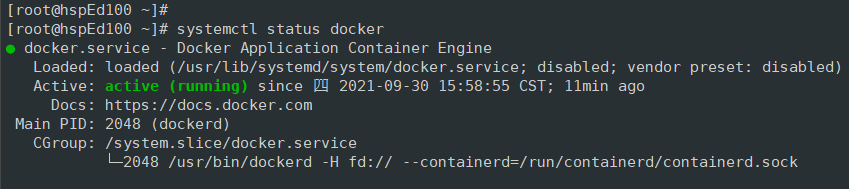 [root@hspEd100 ~]#
[root@hspEd100 ~]# systemctl status docker
● docker.service - Docker Application Container Engine
   Loaded: loaded (/usr/lib/systemd/system/docker.service; disabled; vendor preset: disabled)
   Active: active (running) since 四 2021-09-30 15:58:55 CST; 11min ago
     Docs: https://docs.docker.com
 Main PID: 2048 (dockerd)
   CGroup: /system.slice/docker.service
           └─2048 /usr/bin/dockerd -H fd:// --containerd=/run/containerd/containerd.sock